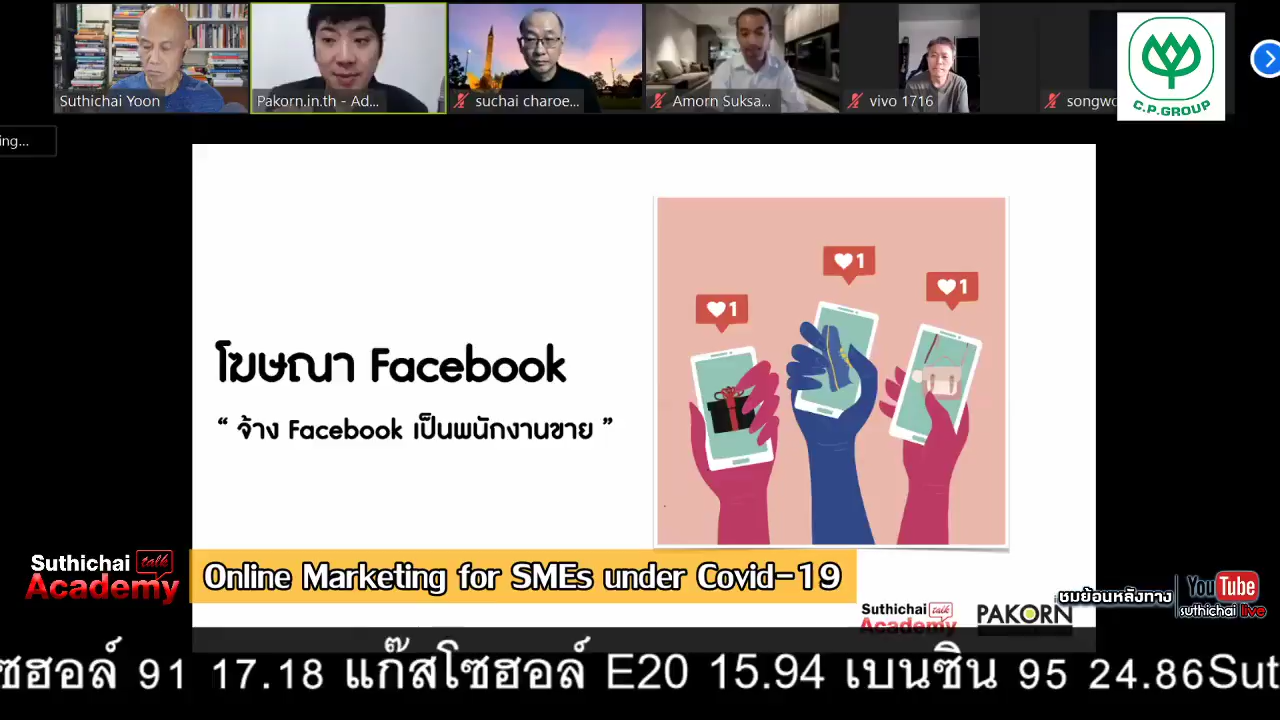 Suthichai Yoon
Pakorn.in.th - Ad...
suchai charoe...
Amorn Suksa...
vivo 1716
songwo
C.P.GROUP
ing...
1
1
1
โฆษณา Facebook
“ จ้าง Facebook เป็นพนักงานขาย ”
Suthichai talk
Academy
Online Marketing for SMEs under Covid-19
Suthichai talk
Academy
PAKORN
ชมย้อนหลังทาง
YouTube
suthichai live
ซฮอล์ 91 17.18 แก๊สโซฮอล์ E20 15.94 เบนซิน 95 24.86Sut